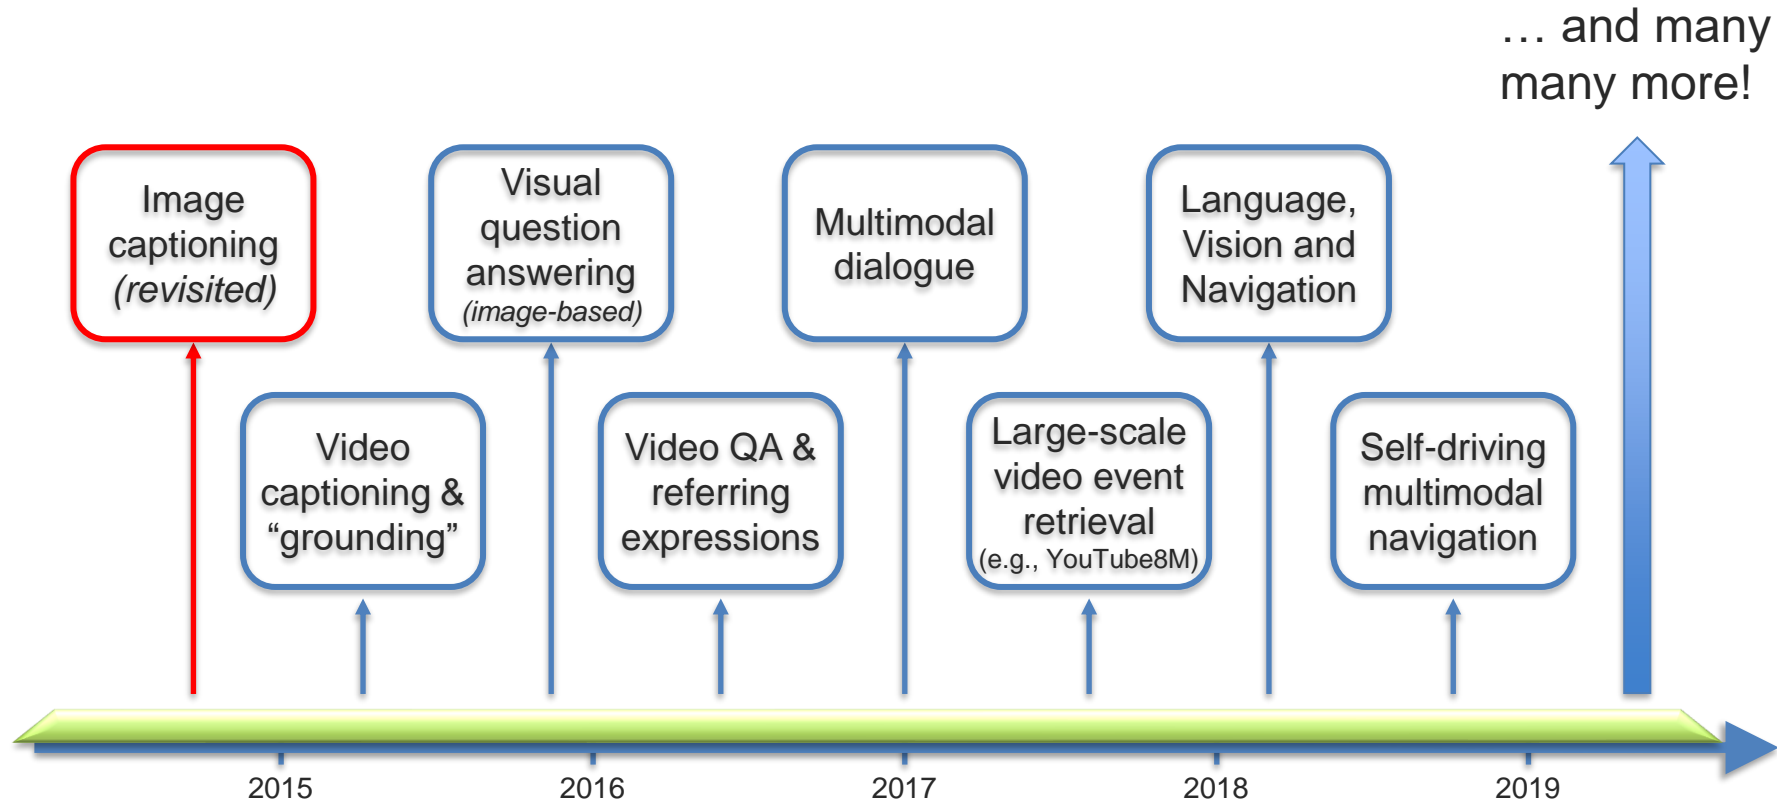 … and many
many more!
Image
captioning
(revisited)
Visual
question
answering
(image-based)
Multimodal
dialogue
Language,
Vision and
Navigation
Video
captioning &
“grounding”
Video QA &
referring
expressions
Large-scale
video event
retrieval
(e.g., YouTube8M)
Self-driving
multimodal
navigation
2015
2016
2017
2018
2019